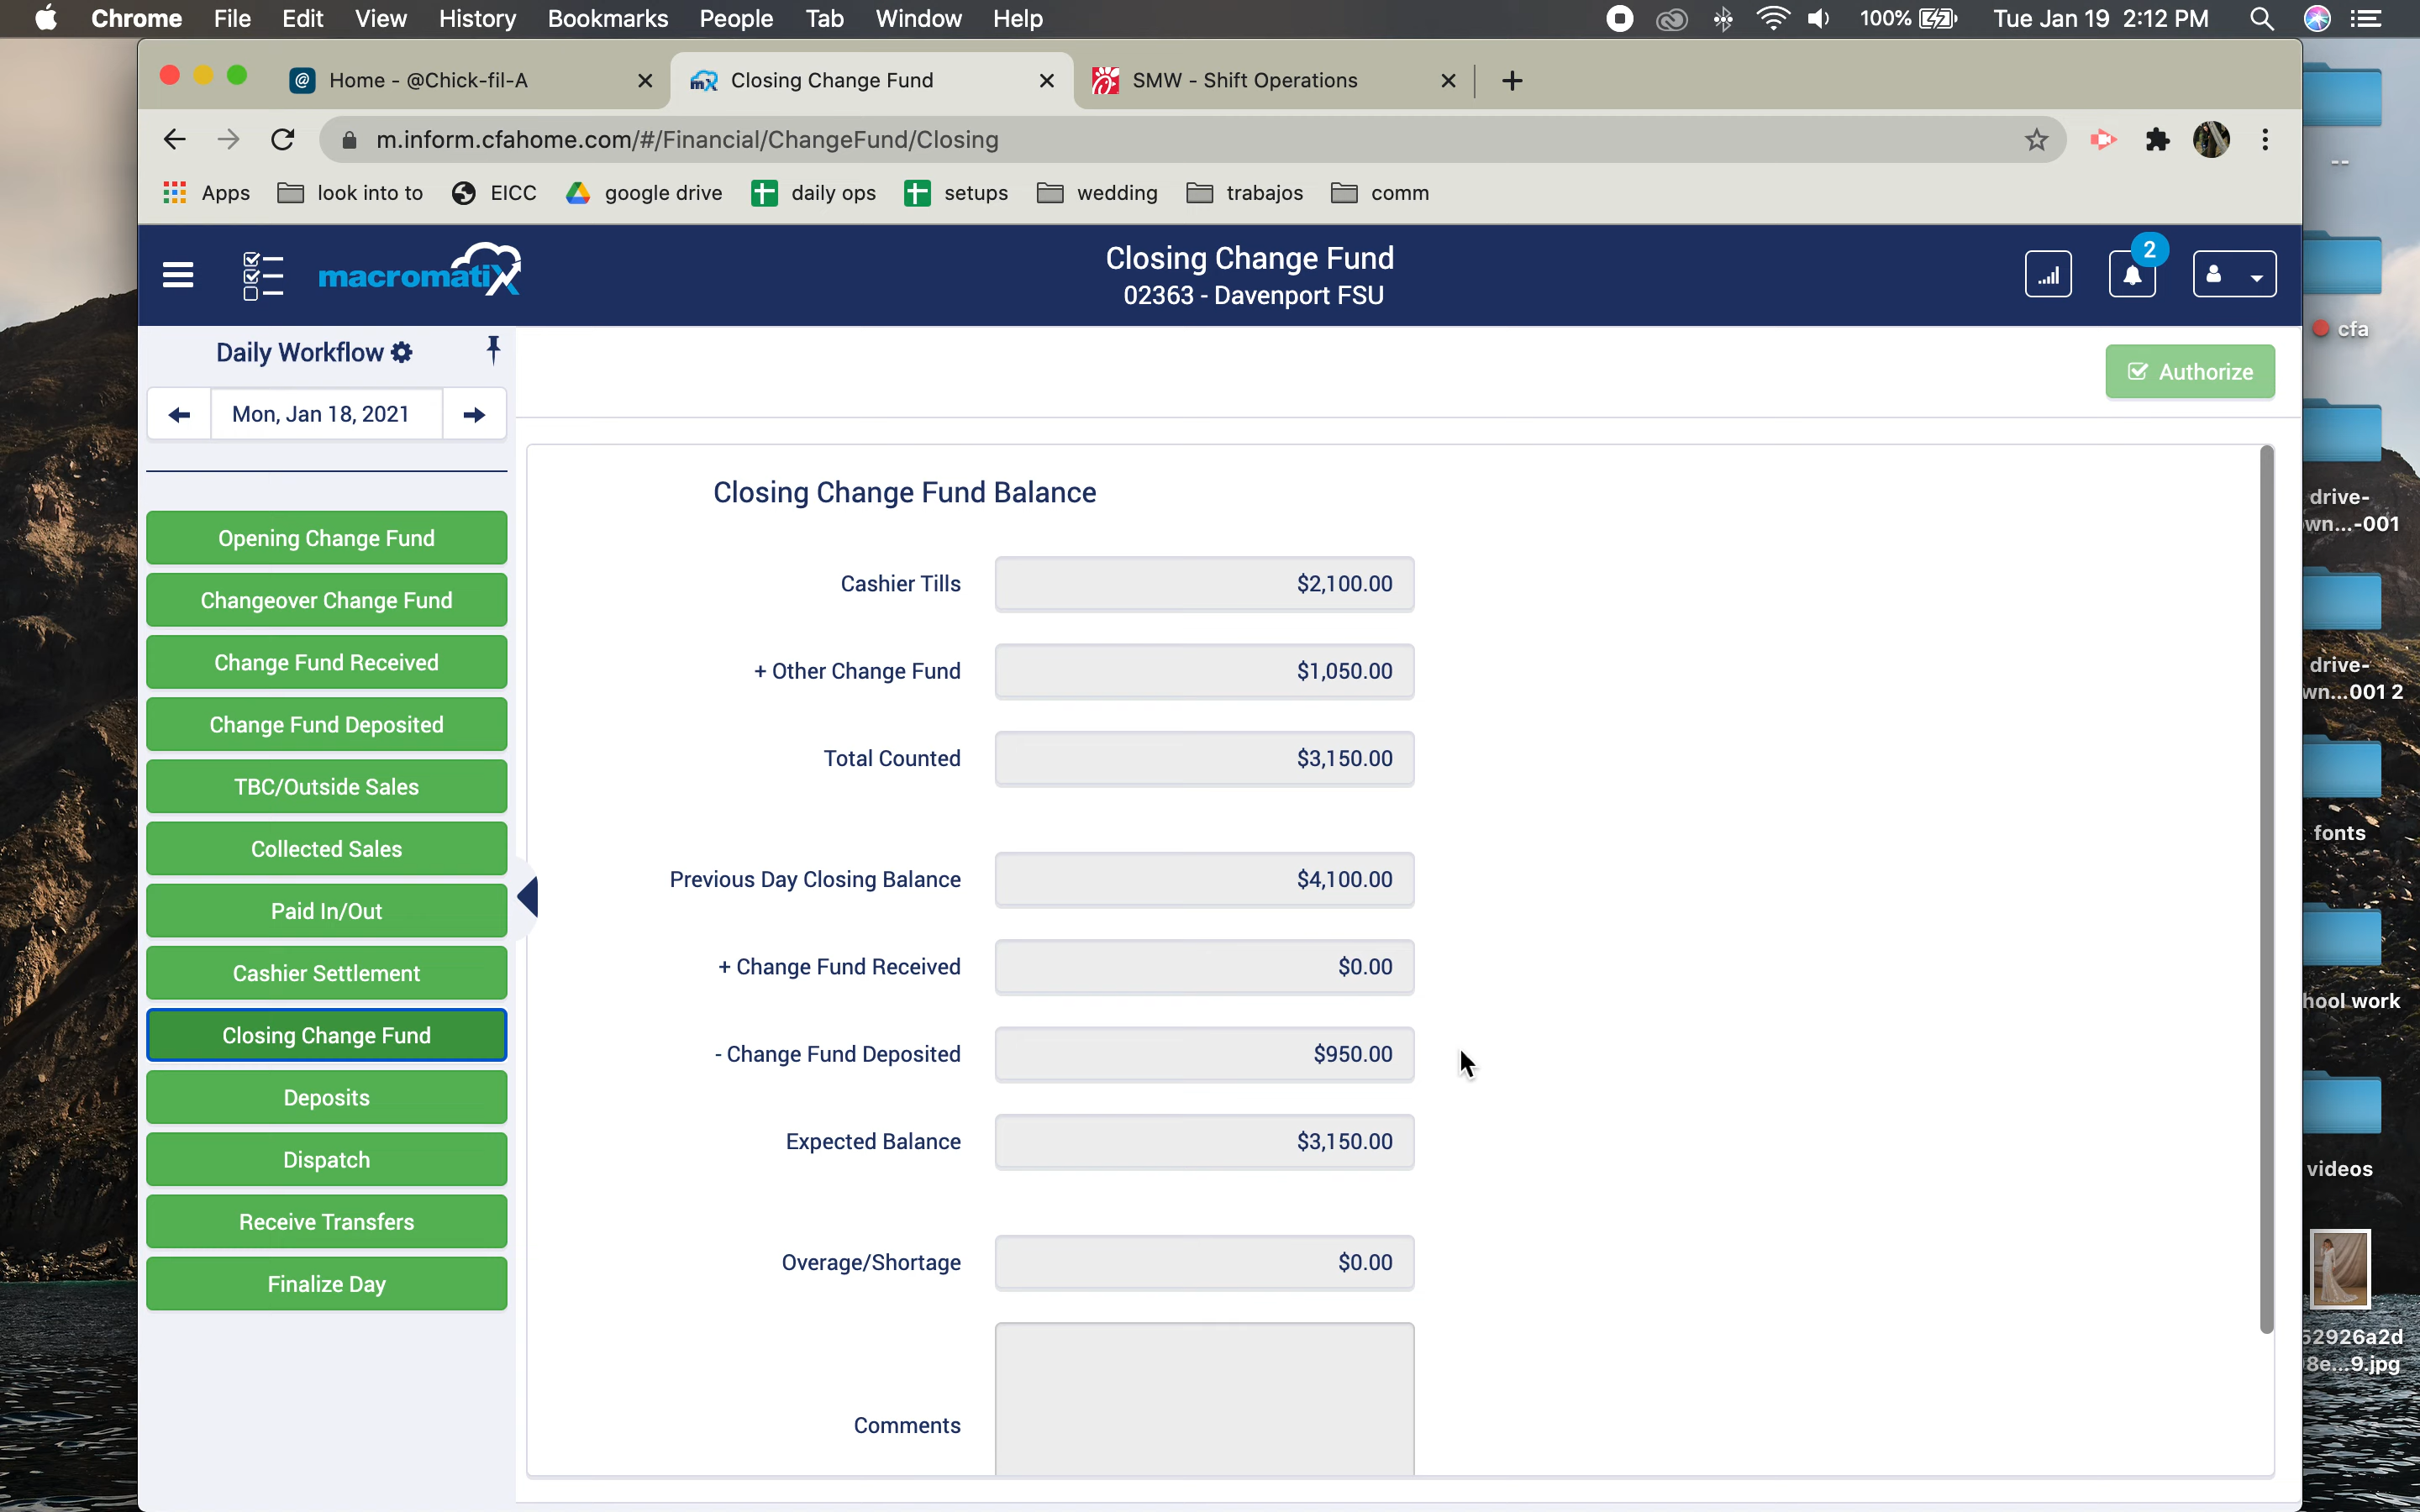 Chrome File Edit View History Bookmarks People Tab Window Help 100% Tue Jan 19 2:12 PM
Home - @Chick-fil-A Closing Change Fund SMW - Shift Operations
m.inform.cfahome.com/#/Financial/ChangeFund/Closing
Apps look into to EICC google drive daily ops setups wedding trabajos comm
macromatiX
Closing Change Fund
02363 - Davenport FSU
2
Daily Workflow
Mon, Jan 18, 2021
Authorize
Opening Change Fund
Changeover Change Fund
Change Fund Received
Change Fund Deposited
TBC/Outside Sales
Collected Sales
Paid In/Out
Cashier Settlement
Closing Change Fund
Deposits
Dispatch
Receive Transfers
Finalize Day
Closing Change Fund Balance
Cashier Tills $2,100.00
+ Other Change Fund $1,050.00
Total Counted $3,150.00
Previous Day Closing Balance $4,100.00
+ Change Fund Received $0.00
- Change Fund Deposited $950.00
Expected Balance $3,150.00
Overage/Shortage $0.00
Comments
--
cfa
drive-
wn...-001
drive-
wn...001 2
fonts
hool work
videos
52926a2d
8e...9.jpg